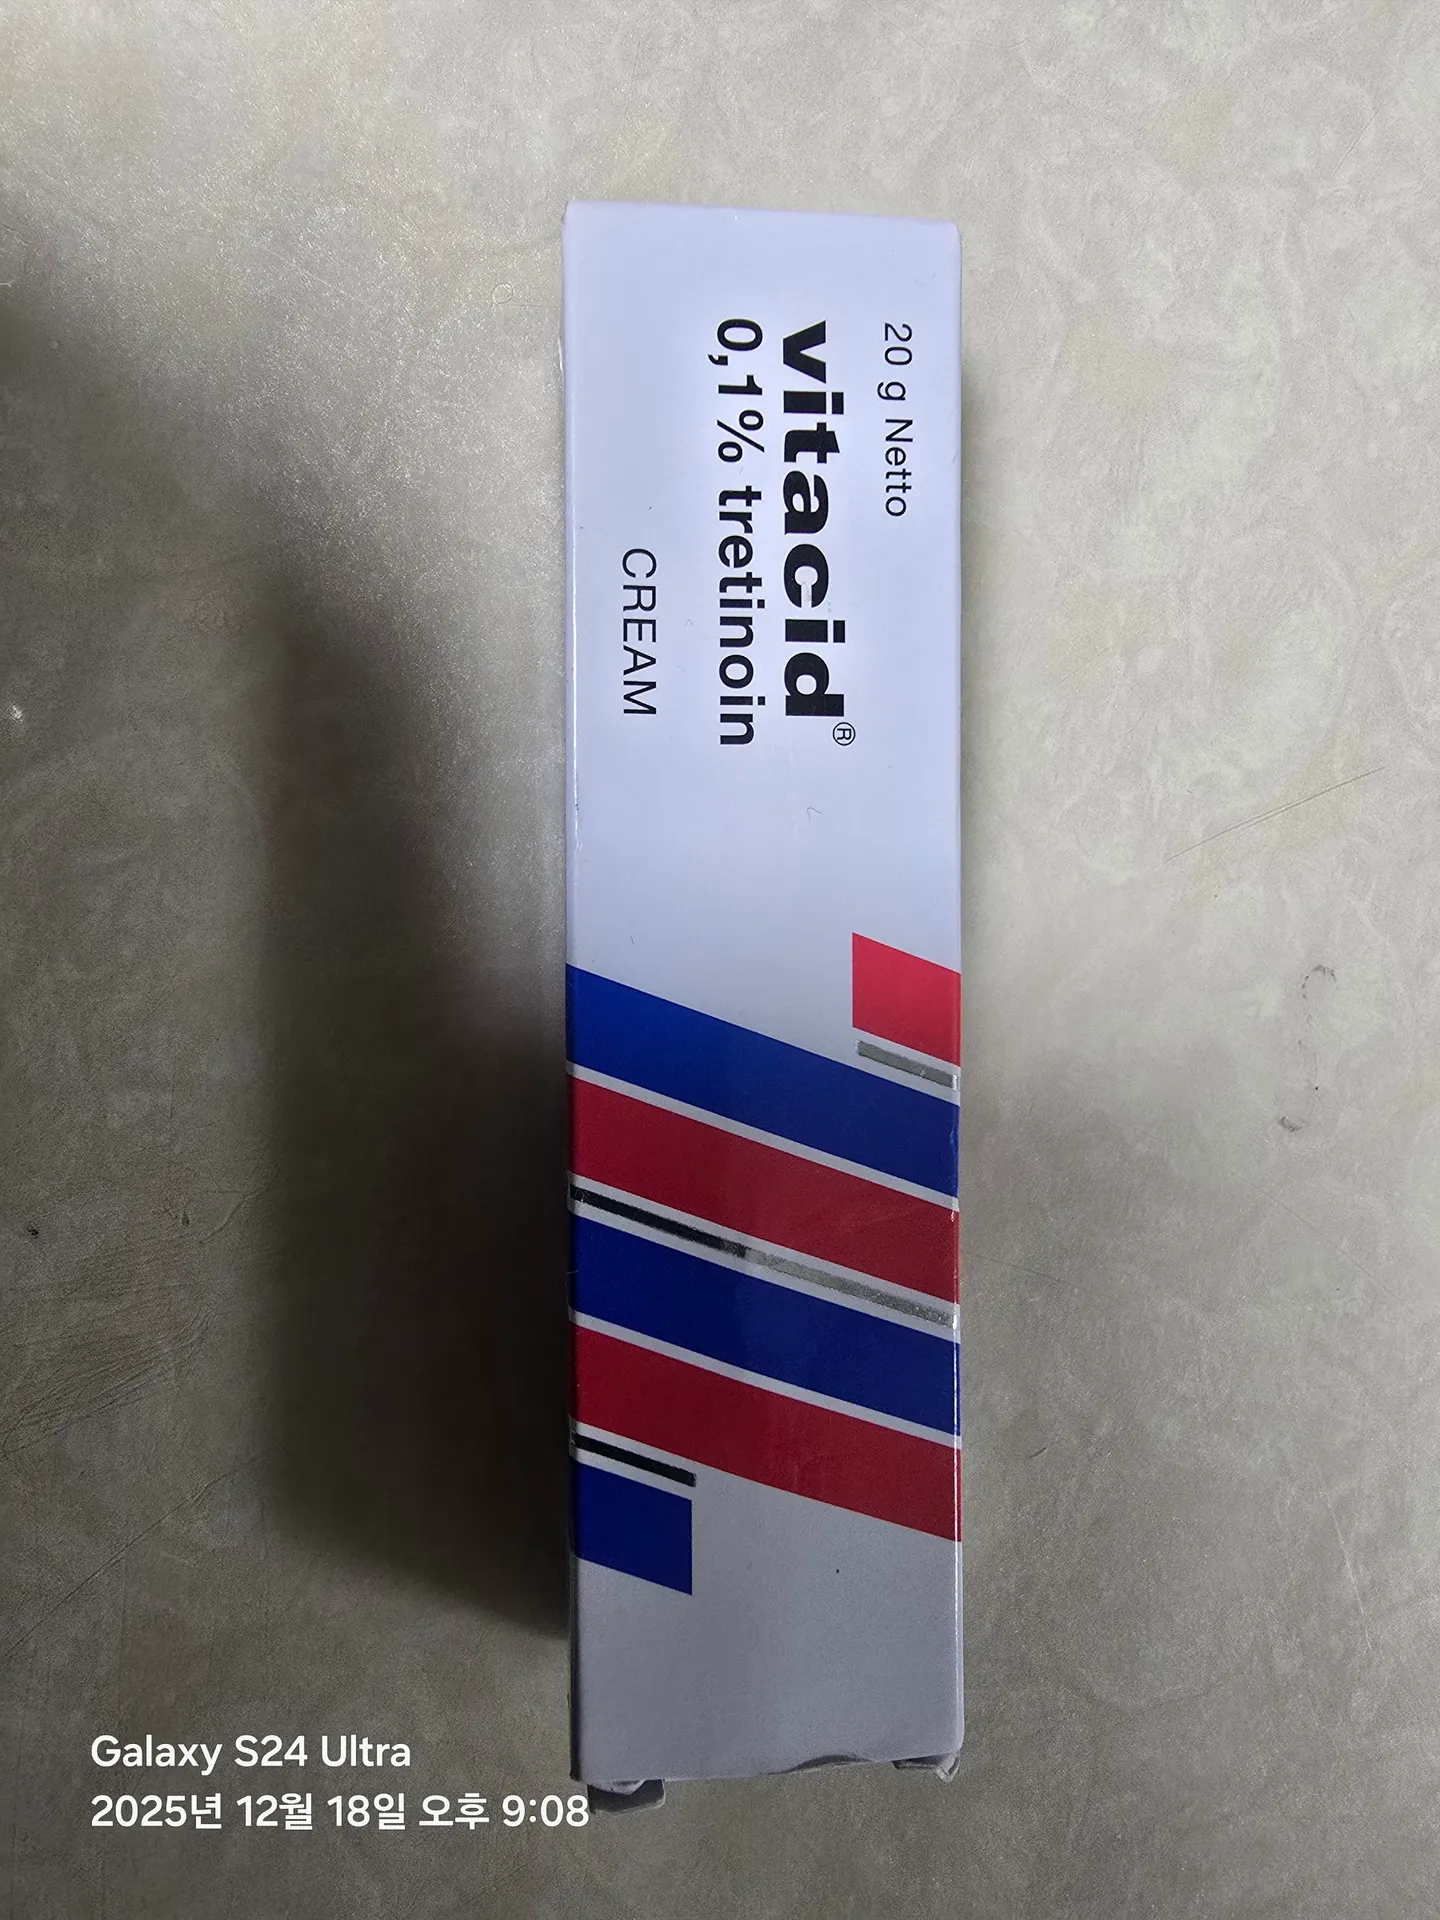 20 g Netto
vitacid®
0,1% tretinoin
CREAM
Galaxy S24 Ultra
2025년 12월 18일 오후 9:08